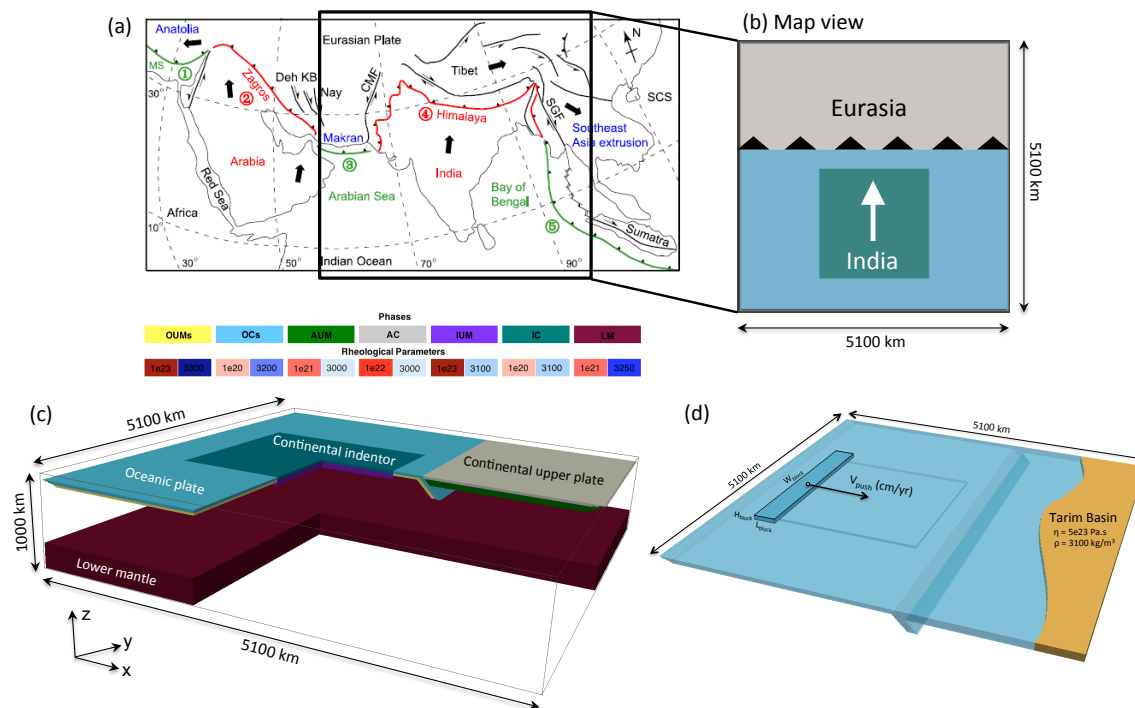 (a)
Anatolia
MS
①
30°
Zagros
②
Deh KB
Nay
CMF
Eurasian Plate
Tibet
N
SCS
④
Himalaya
SGF
Southeast
Asia extrusion
Makran
③
Arabia
India
Arabian Sea
Bay of
Bengal
Red Sea
Africa
⑤
Sumatra
10°
Indian Ocean
30°
50°
70°
90°
(b) Map view
Eurasia
India
5100 km
5100 km
Phases
OUMs OCs AUM AC IUM IC LM
Rheological Parameters
1e23 3300 1e20 3200 1e21 3000 1e22 3000 1e23 3100 1e20 3100 1e21 3250
(c)
5100 km
Continental indentor
Oceanic plate
Continental upper plate
1000 km
Lower mantle
5100 km
z
y
x
(d)
5100 km
5100 km
Wblock
Vpush (cm/yr)
Hblock
Lblock
Tarim Basin
η = 5e23 Pa.s
ρ = 3100 kg/m³